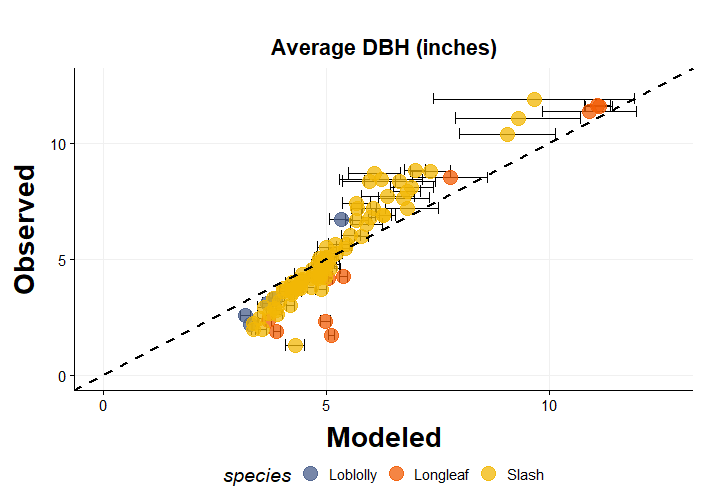 Average DBH (inches)
Observed
10
5
0
0 5 10
Modeled
species Loblolly Longleaf Slash